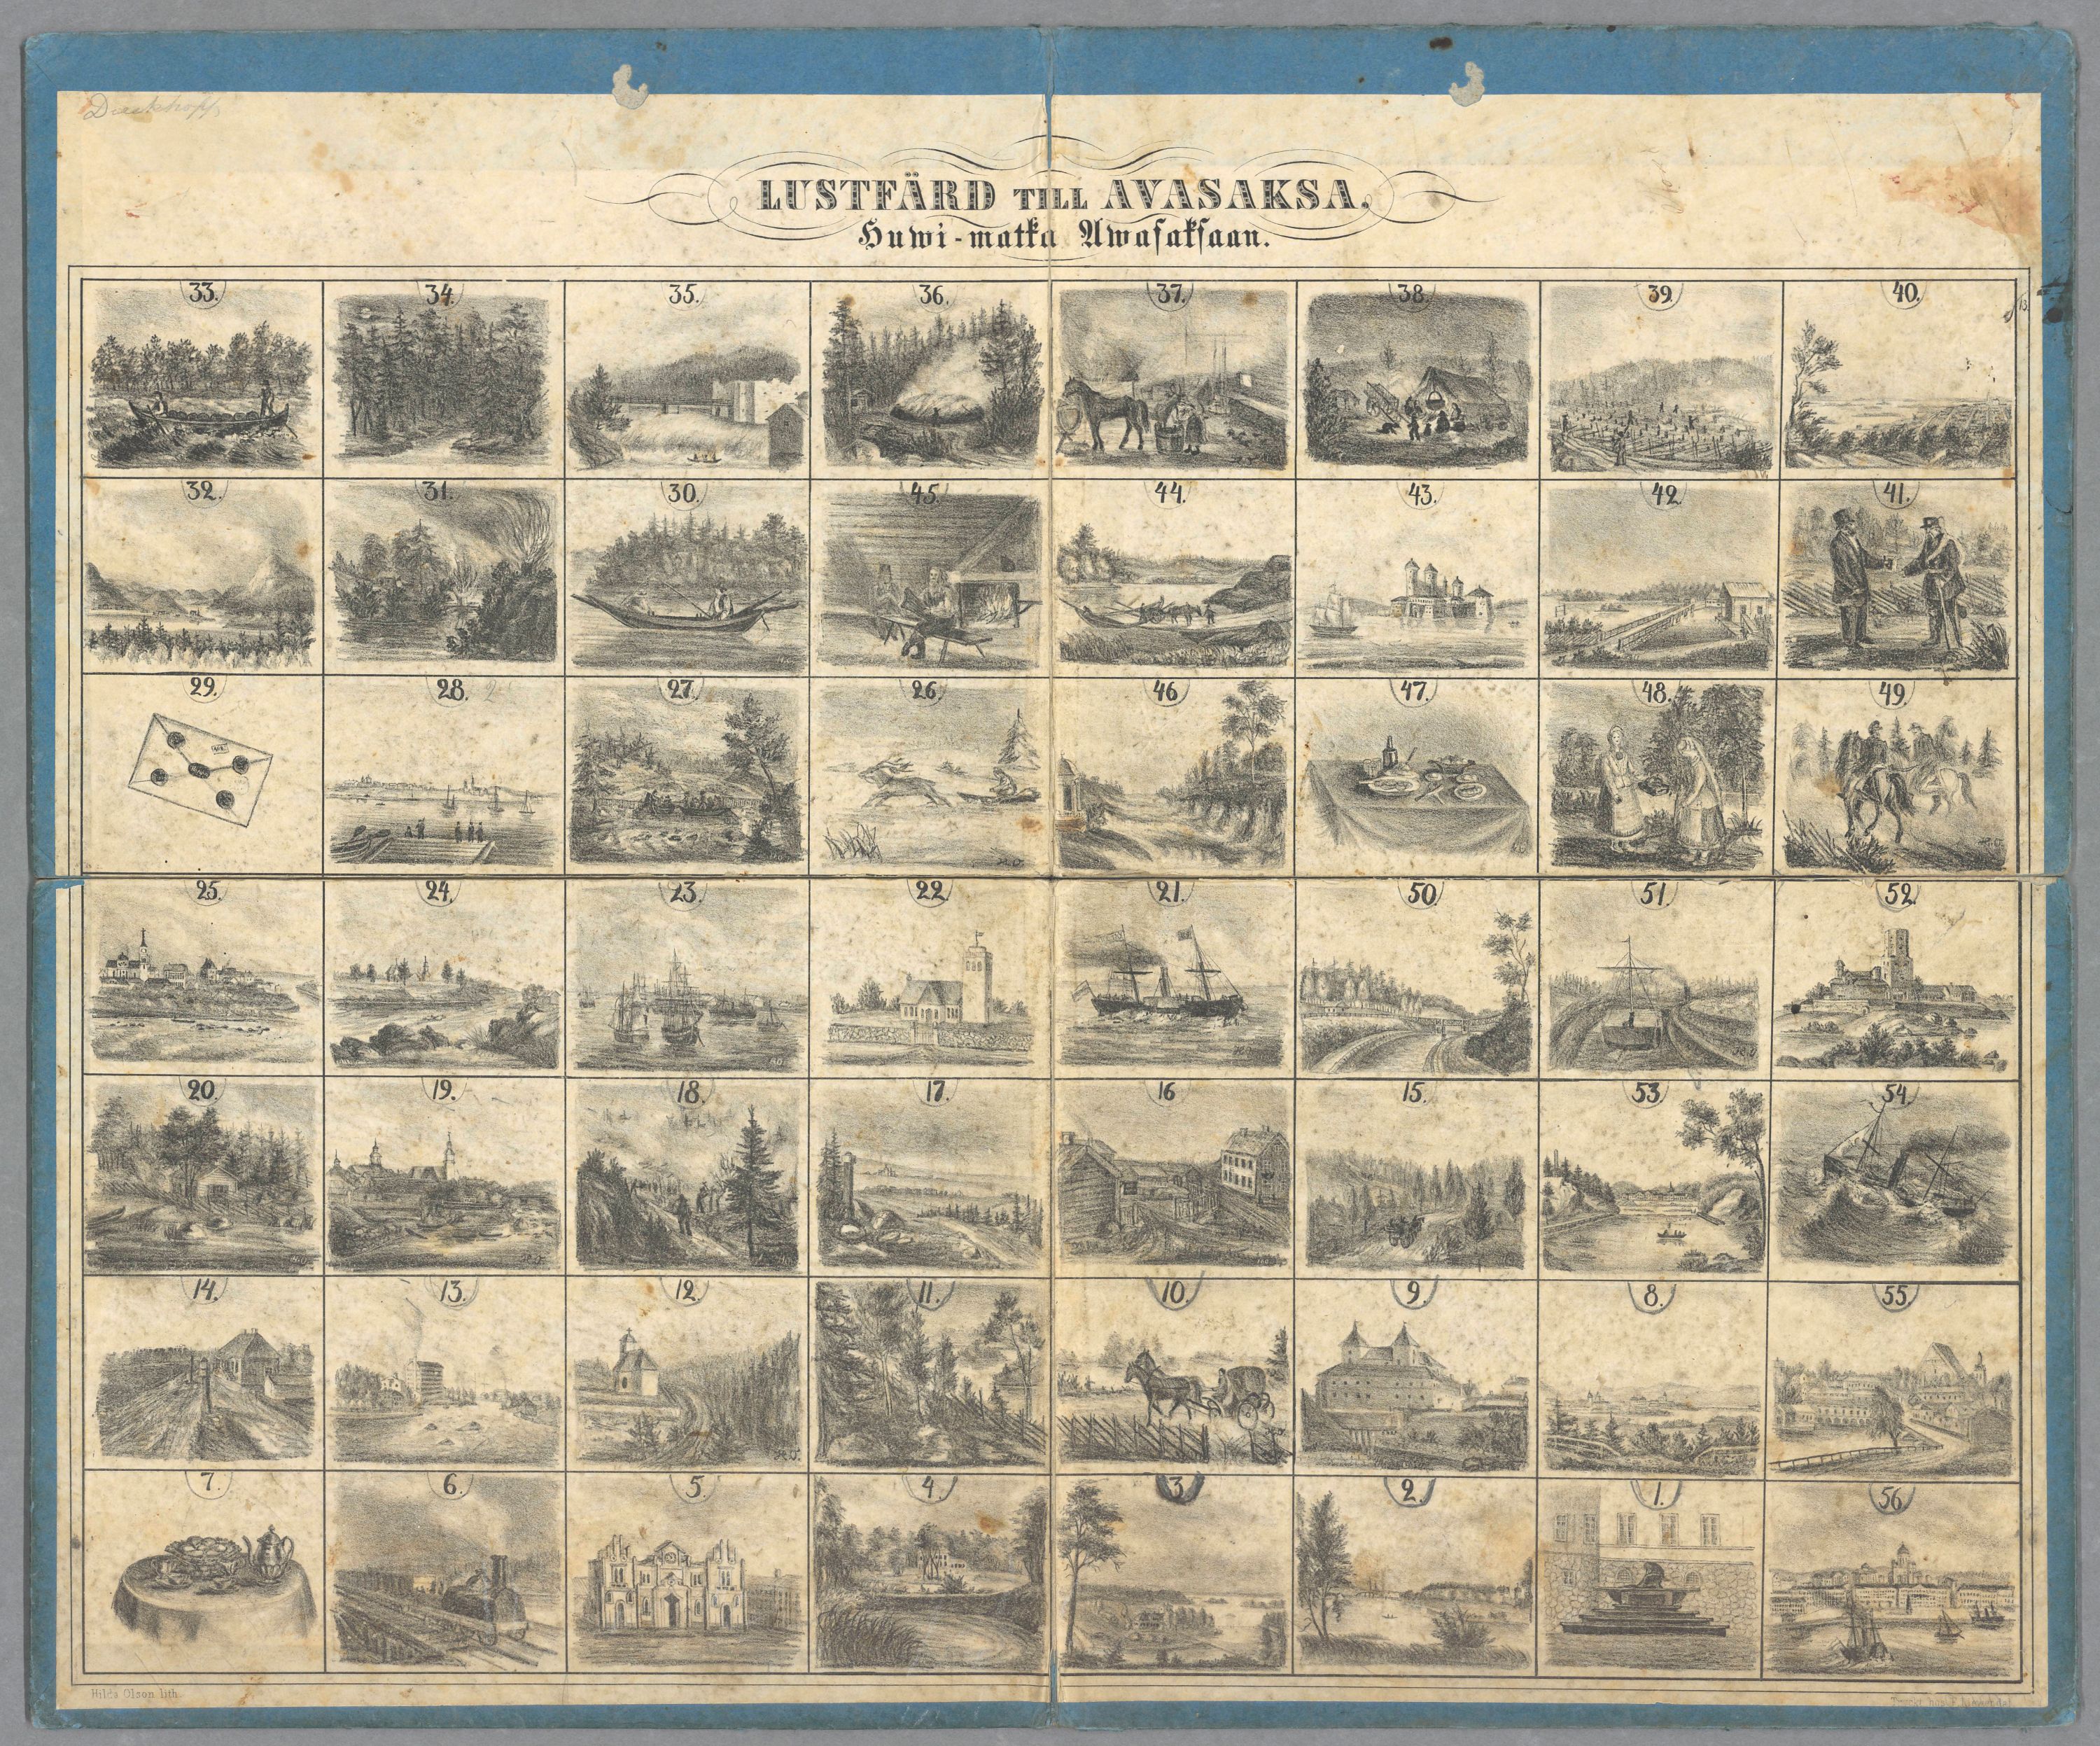 LUSTFÄRD TILL AVASAKSA.
Huwi-matka Awasaksaan.
33. 34. 35. 36. 37. 38. 39. 40.
32. 31. 30. 45. 44. 43. 42. 41.
29. 28. 27. 26. 46. 47. 48. 49.
25. 24. 23. 22. 21. 50. 51. 52.
20. 19. 18. 17. 16 15. 53. 54.
14. 13. 12. 11. 10. 9. 8. 55.
7. 6. 5. 4. 3. 2. 1. 56
Hilda Olson lith.